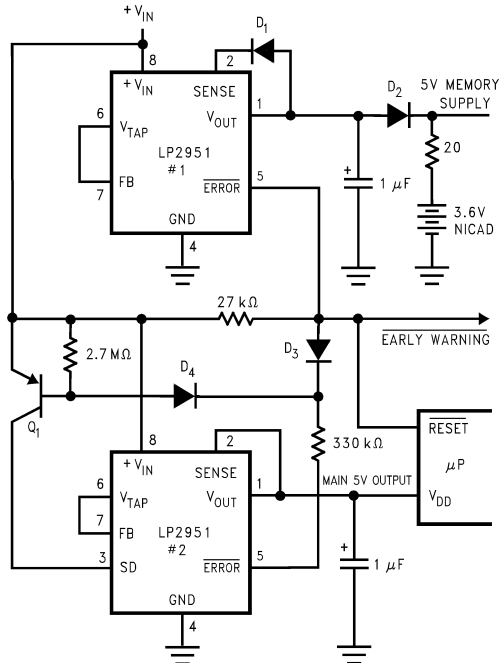 + VIN
D1
8
2
+ VIN
SENSE
D2
5V MEMORY
SUPPLY
6
VTAP
VOUT
1
20
LP2951
#1
+
1 μF
7
FB
ERROR
5
3.6V
NICAD
GND
4
27 kΩ
2.7 MΩ
D3
EARLY WARNING
D4
Q1
8
2
330 kΩ
RESET
+ VIN
SENSE
μP
6
VTAP
VOUT
1
MAIN 5V OUTPUT
VDD
7
FB
LP2951
#2
3
SD
ERROR
5
+
1 μF
GND
4